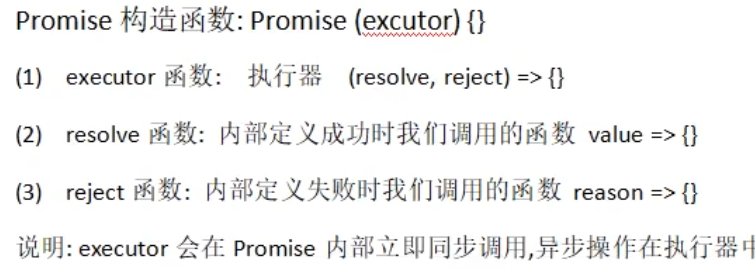 Promise 构造函数: Promise (excutor) {}
(1) executor 函数: 执行器 (resolve, reject) => {}
(2) resolve 函数: 内部定义成功时我们调用的函数 value => {}
(3) reject 函数: 内部定义失败时我们调用的函数 reason => {}
说明: executor 会在 Promise 内部立即同步调用,异步操作在执行器中